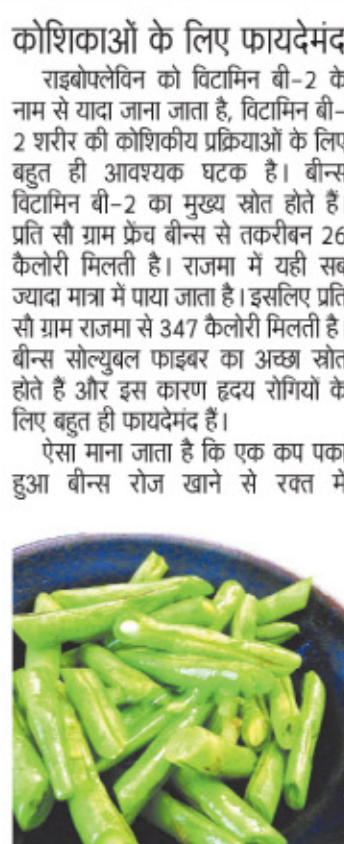 कोशिकाओं के लिए फायदेमंद
राइबोफ्लेविन को विटामिन बी-2 के
नाम से यादा जाना जाता है, विटामिन बी-
2 शरीर की कोशिकीय प्रक्रियाओं के लिए
बहुत ही आवश्यक घटक है। बीन्स
विटामिन बी-2 का मुख्य स्रोत होते हैं।
प्रति सौ ग्राम फ्रेंच बीन्स से तकरीबन 26
कैलोरी मिलती है। राजमा में यही सब
ज्यादा मात्रा में पाया जाता है। इसलिए प्रति
सौ ग्राम राजमा से 347 कैलोरी मिलती है।
बीन्स सोल्युबल फाइबर का अच्छा स्रोत
होते हैं और इस कारण हृदय रोगियों के
लिए बहुत ही फायदेमंद हैं।
ऐसा माना जाता है कि एक कप पका
हुआ बीन्स रोज खाने से रक्त में